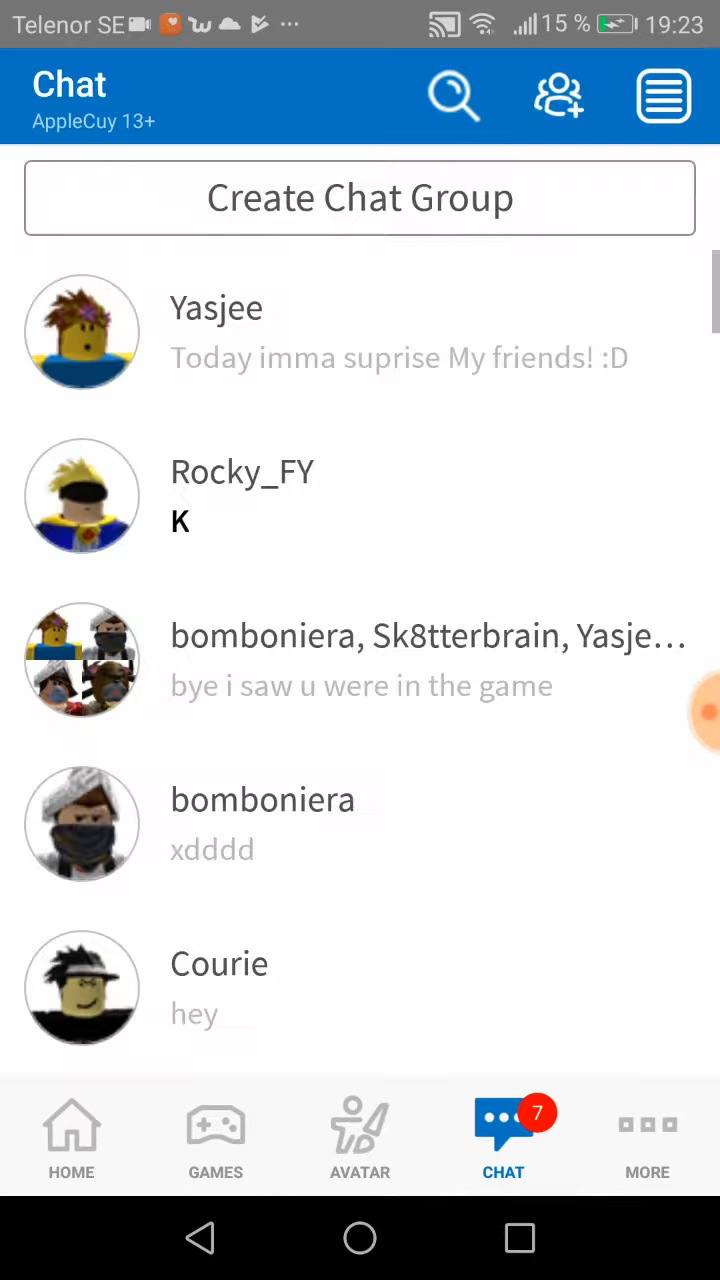 Telenor SE ... 15 % 19:23
Chat
AppleCuy 13+
Create Chat Group
Yasjee
Today imma suprise My friends! :D
Rocky_FY
K
bomboniera, Sk8tterbrain, Yasje...
bye i saw u were in the game
bomboniera
xdddd
Courie
hey
7
HOME GAMES AVATAR CHAT MORE